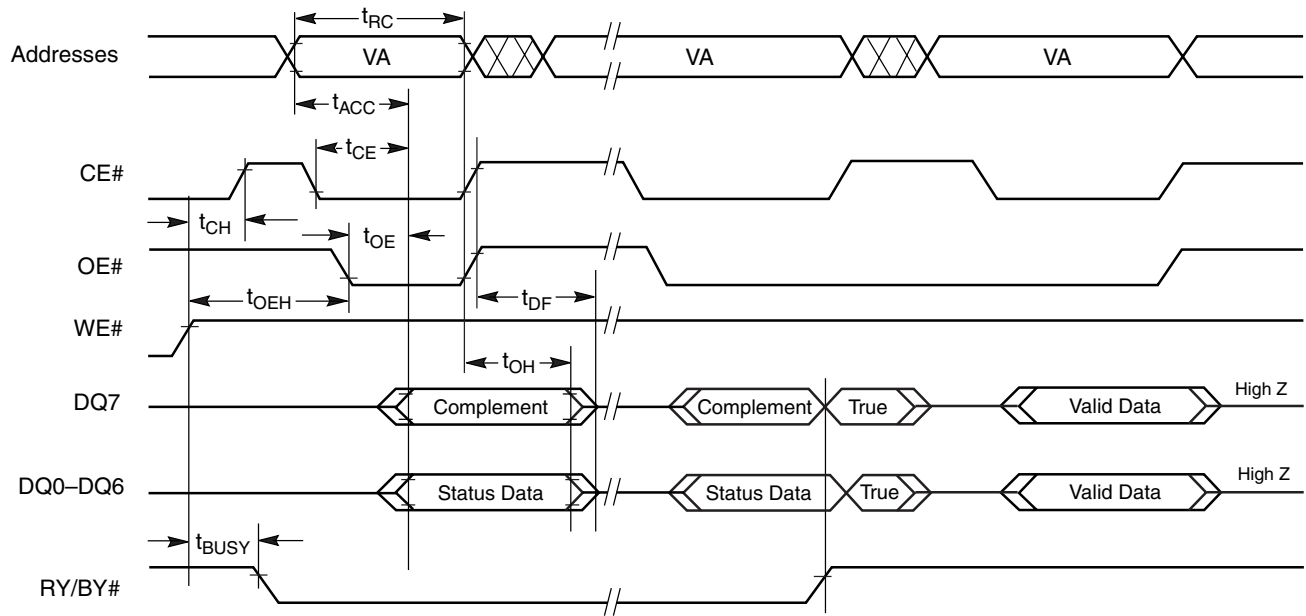 tRC
Addresses VA VA VA
tACC
tCE
CE#
tCH tOE
OE#
tOEH tDF
WE#
tOH
DQ7 Complement Complement True Valid Data High Z
DQ0–DQ6 Status Data Status Data True Valid Data High Z
tBUSY
RY/BY#